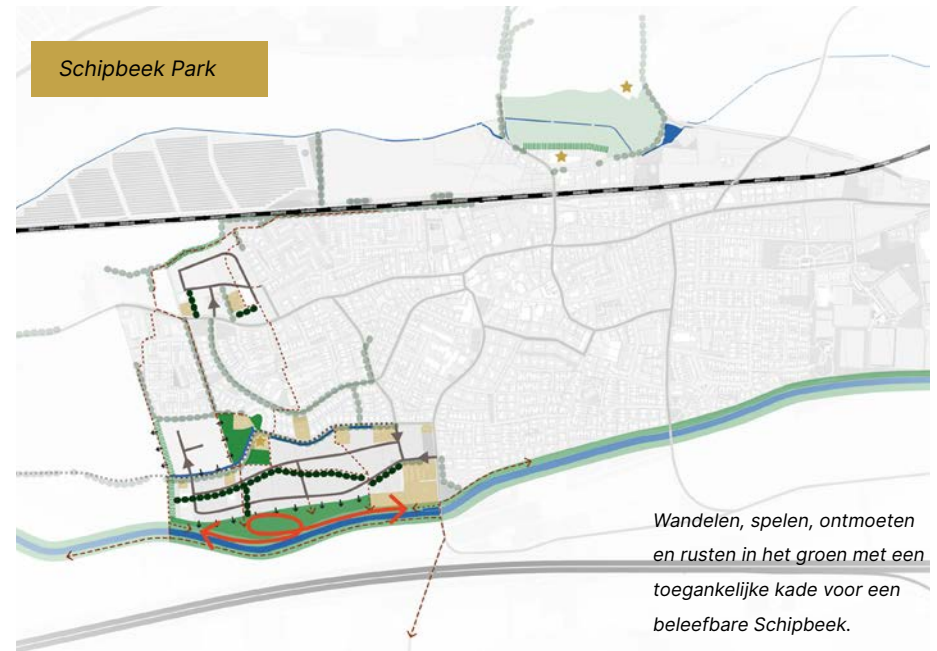 Schipbeek Park
Wandelen, spelen, ontmoeten
en rusten in het groen met een
toegankelijke kade voor een
beleefbare Schipbeek.